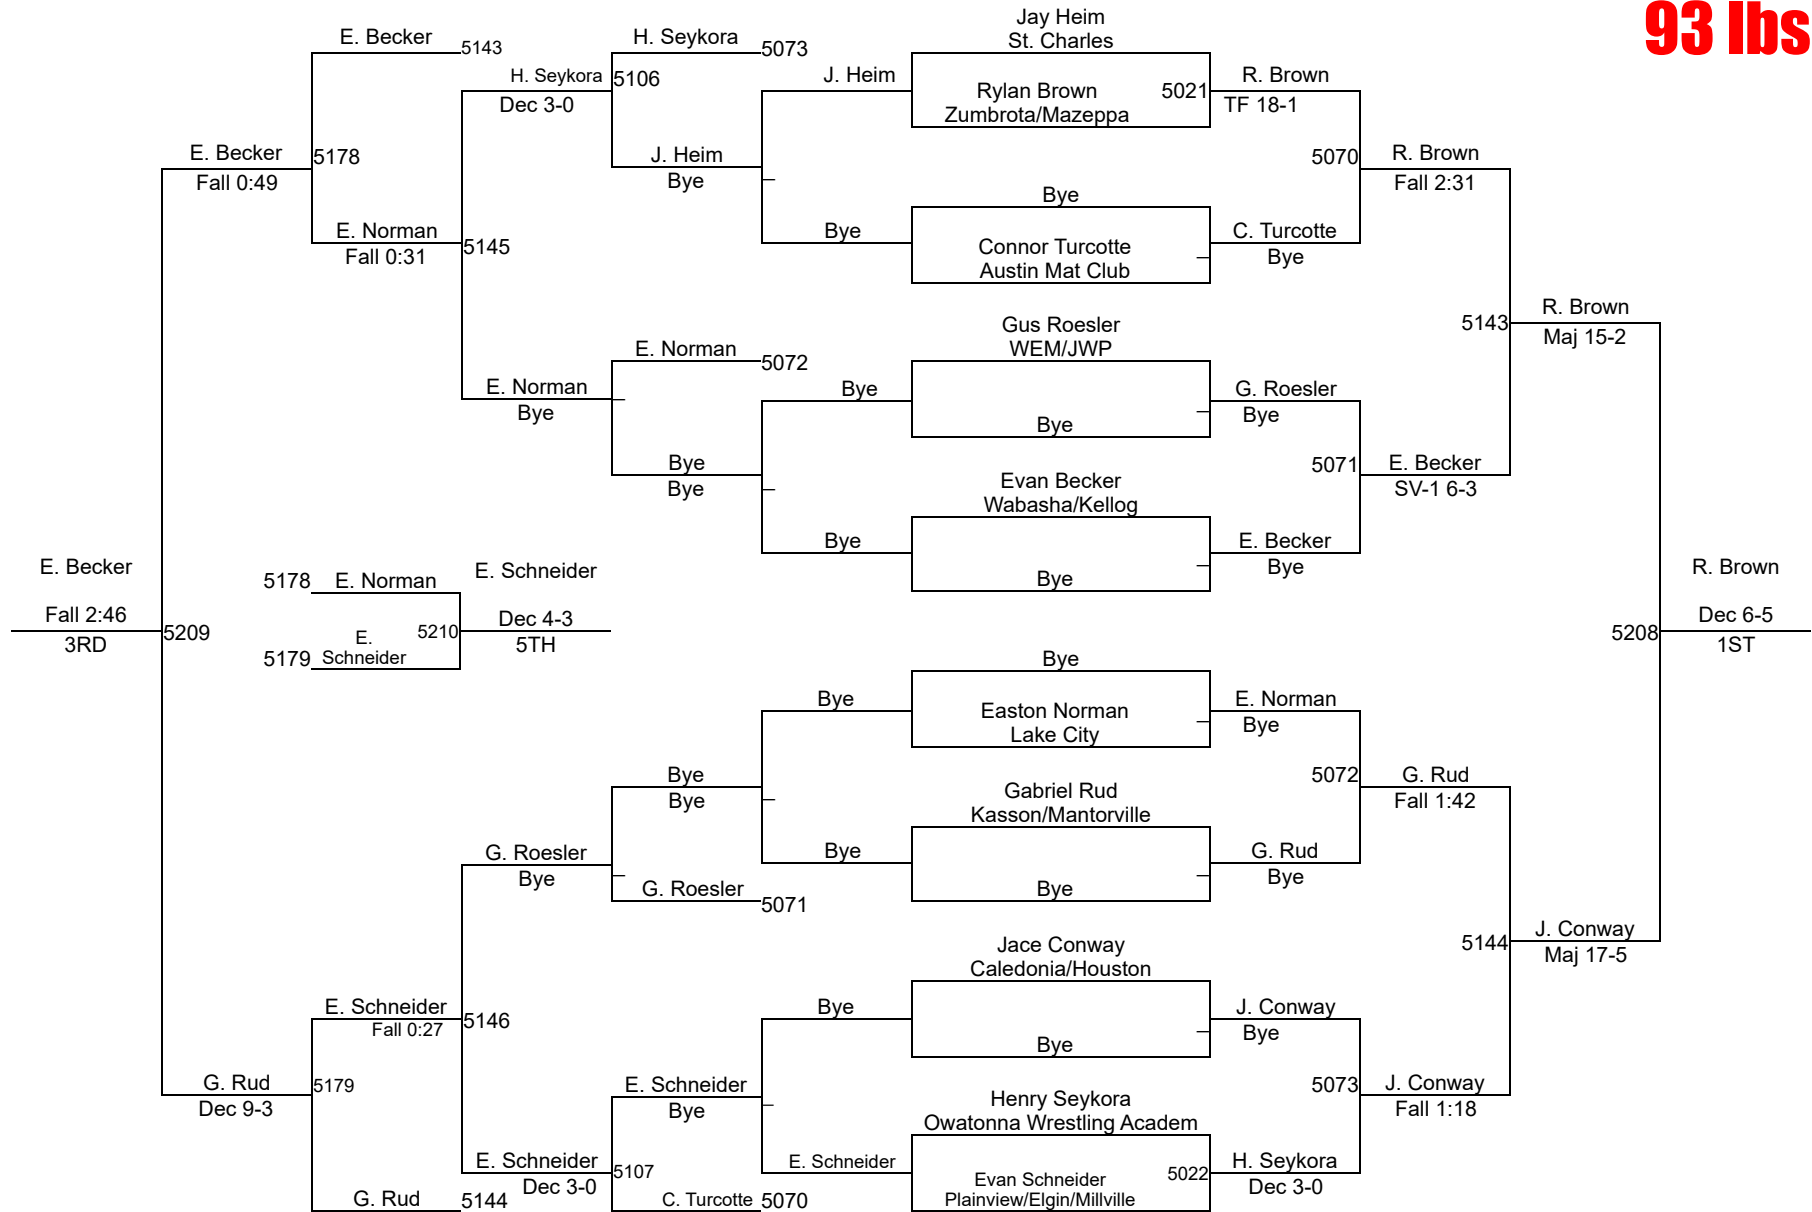 93 lbs
Jay Heim
St. Charles
E. Becker
5143
H. Seykora
5073
H. Seykora
5106
J. Heim
Rylan Brown
5021
R. Brown
Dec 3-0
Zumbrota/Mazeppa
TF 18-1
E. Becker
5178
J. Heim
5070
R. Brown
Fall 0:49
Bye
Fall 2:31
Bye
E. Norman
5145
Bye
Connor Turcotte
C. Turcotte
Fall 0:31
Austin Mat Club
Bye
R. Brown
5143
Maj 15-2
Gus Roesler
WEM/JWP
E. Norman
5072
E. Norman
Bye
G. Roesler
Bye
Bye
Bye
Bye
5071
E. Becker
Bye
SV-1 6-3
Evan Becker
Wabasha/Kellog
Bye
E. Becker
Bye
Bye
E. Becker
E. Schneider
R. Brown
5178
E. Norman
Fall 2:46
Dec 4-3
Dec 6-5
5209
5210
5208
3RD
5TH
1ST
5179
E.
Schneider
Bye
Bye
Easton Norman
E. Norman
Lake City
Bye
Bye
5072
G. Rud
Bye
Fall 1:42
Gabriel Rud
Kasson/Mantorville
G. Roesler
Bye
G. Rud
Bye
Bye
Bye
G. Roesler
5071
J. Conway
5144
Maj 17-5
Jace Conway
Caledonia/Houston
E. Schneider
5146
Bye
J. Conway
Fall 0:27
Bye
Bye
G. Rud
5179
E. Schneider
5073
J. Conway
Dec 9-3
Bye
Fall 1:18
Henry Seykora
Owatonna Wrestling Academ
E. Schneider
5107
E. Schneider
Evan Schneider
5022
H. Seykora
Dec 3-0
Plainview/Elgin/Millville
Dec 3-0
G. Rud
5144
C. Turcotte
5070